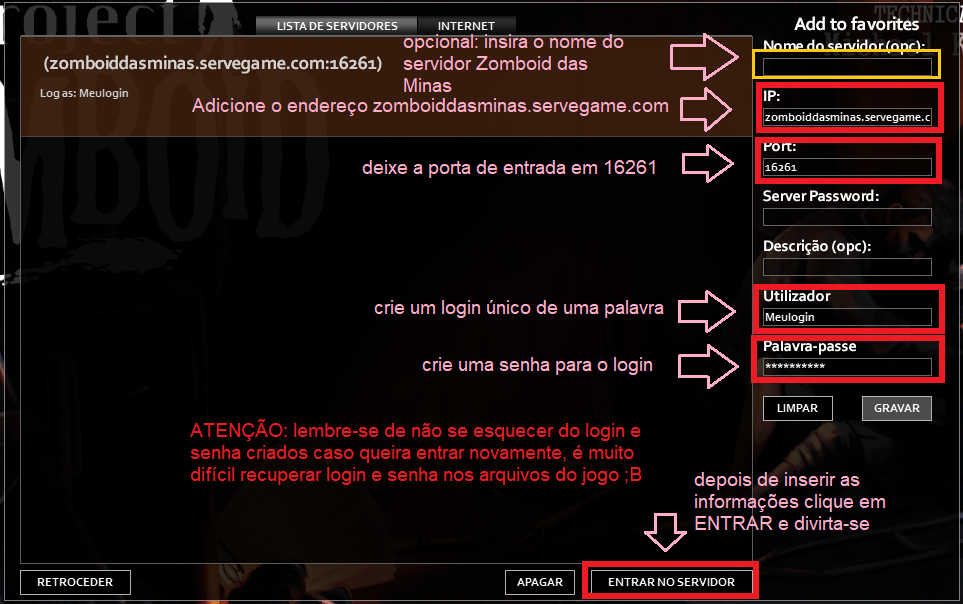 roject
TECHNIC
LISTA DE SERVIDORES
INTERNET
Add to favorites
(zomboiddasminas.servegame.com:16261)
Log as: Meulogin
opcional: insira o nome do
servidor Zomboid das
Minas
Nome do servidor (opc):
Adicione o endereço zomboiddasminas.servegame.com
IP:
zomboiddasminas.servegame.c
deixe a porta de entrada em 16261
Port:
16261
Server Password:
Descrição (opc):
crie um login único de uma palavra
Utilizador
Meulogin
crie uma senha para o login
Palavra-passe
**********
LIMPAR
GRAVAR
ATENÇÃO: lembre-se de não se esquecer do login e
senha criados caso queira entrar novamente, é muito
difícil recuperar login e senha nos arquivos do jogo ;B
depois de inserir as
informações clique em
ENTRAR e divirta-se
RETROCEDER
APAGAR
ENTRAR NO SERVIDOR